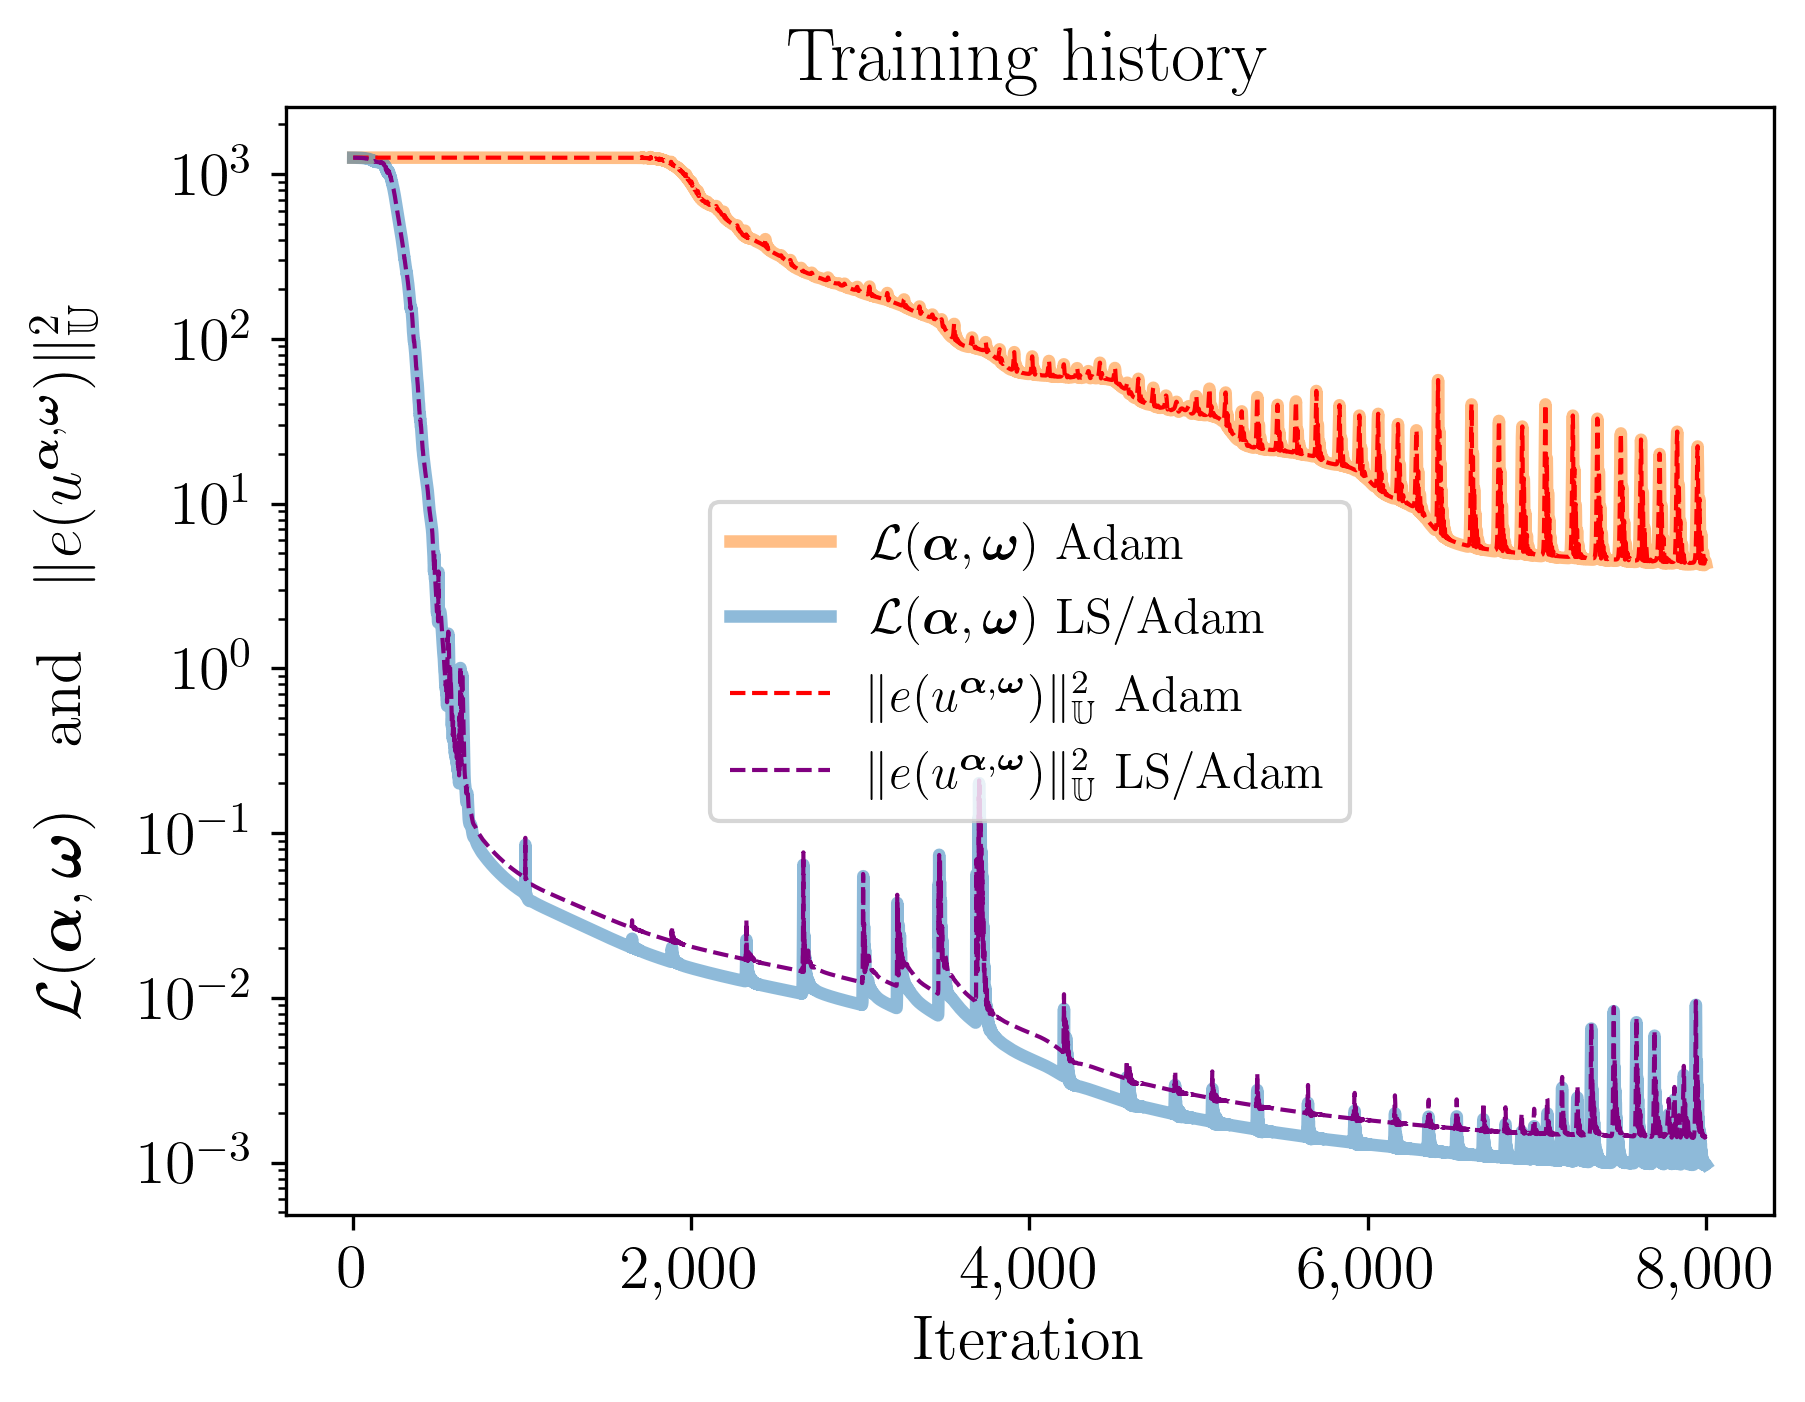 Training history
𝓛(𝜶, 𝝎) and ||e(u^{𝜶,𝝎})||²_𝕌
10³
10²
10¹
10⁰
10⁻¹
10⁻²
10⁻³
𝓛(𝜶, 𝝎) Adam
𝓛(𝜶, 𝝎) LS/Adam
‖e(u^{𝜶,𝝎})‖²_𝕌 Adam
‖e(u^{𝜶,𝝎})‖²_𝕌 LS/Adam
0 2,000 4,000 6,000 8,000
Iteration